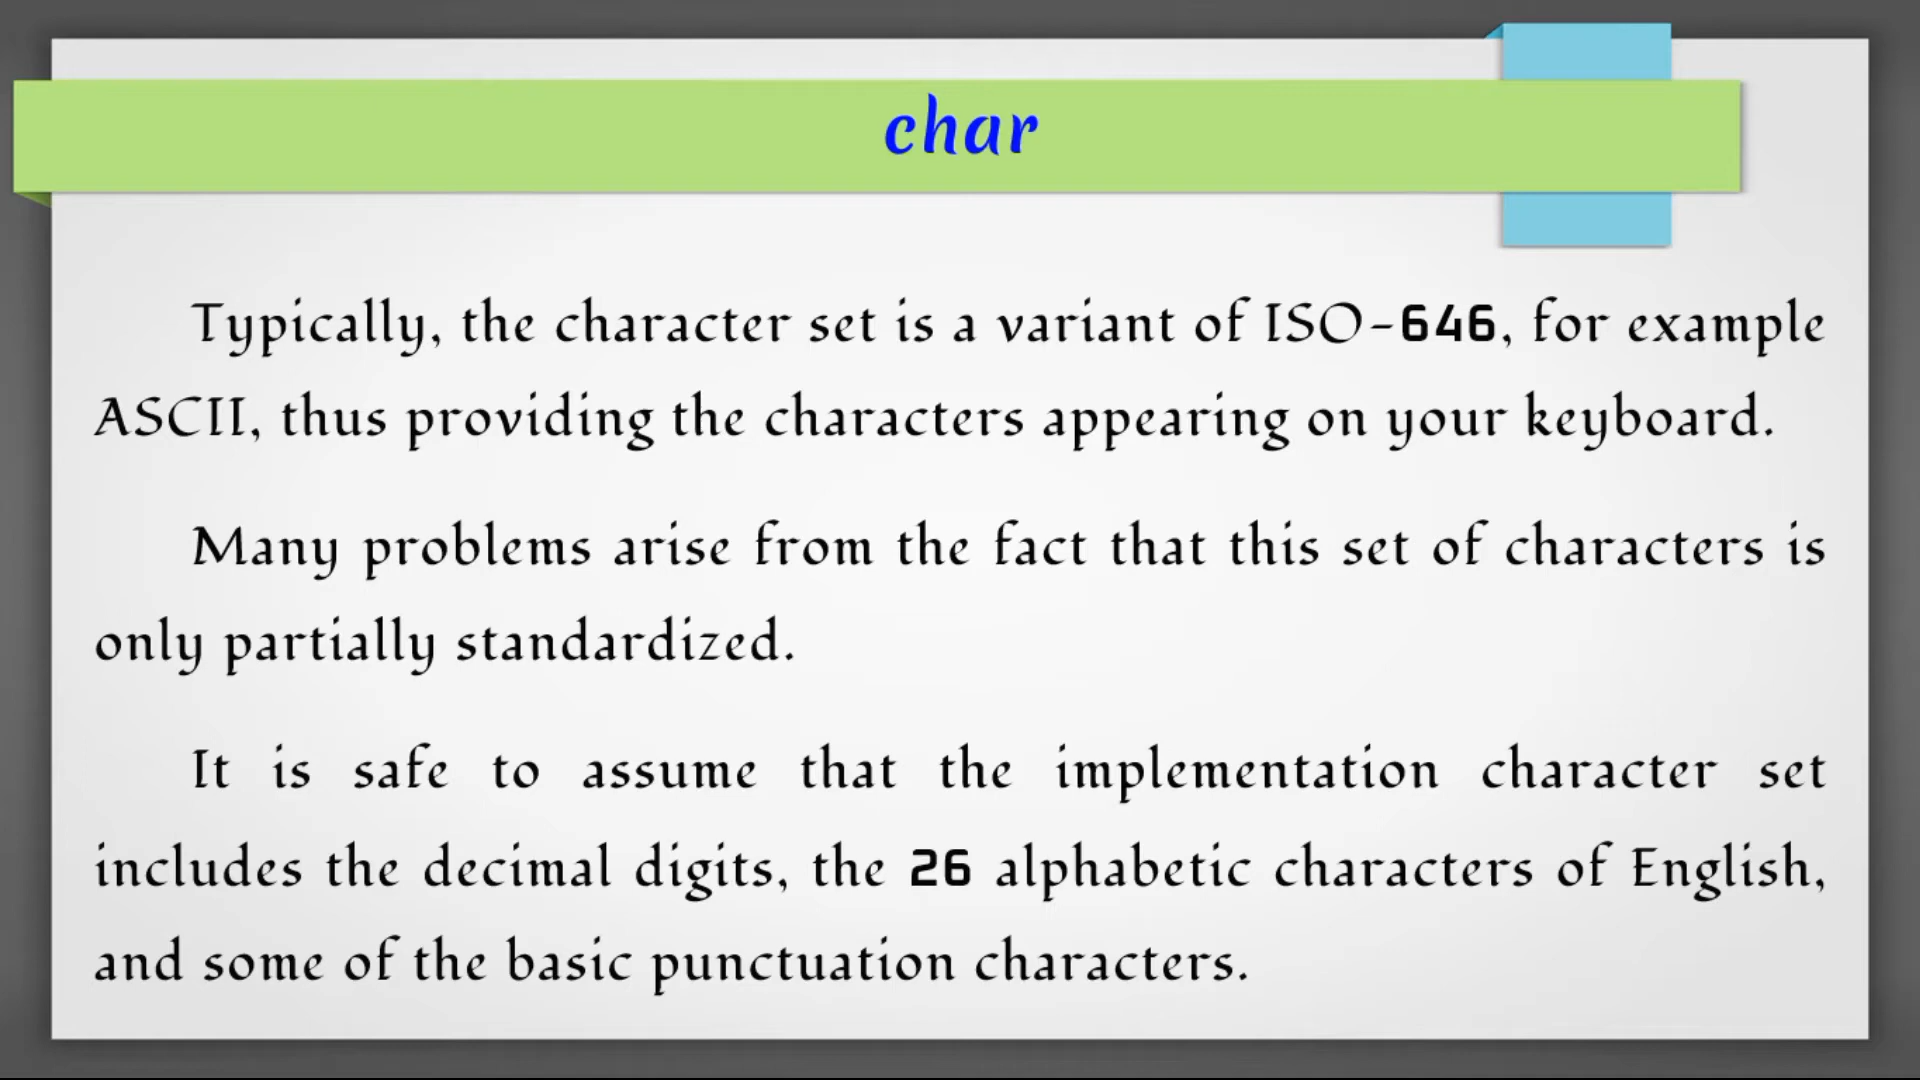 char
Typically, the character set is a variant of ISO-646, for example
ASCII, thus providing the characters appearing on your keyboard.
Many problems arise from the fact that this set of characters is
only partially standardized.
It is safe to assume that the implementation character set
includes the decimal digits, the 26 alphabetic characters of English,
and some of the basic punctuation characters.